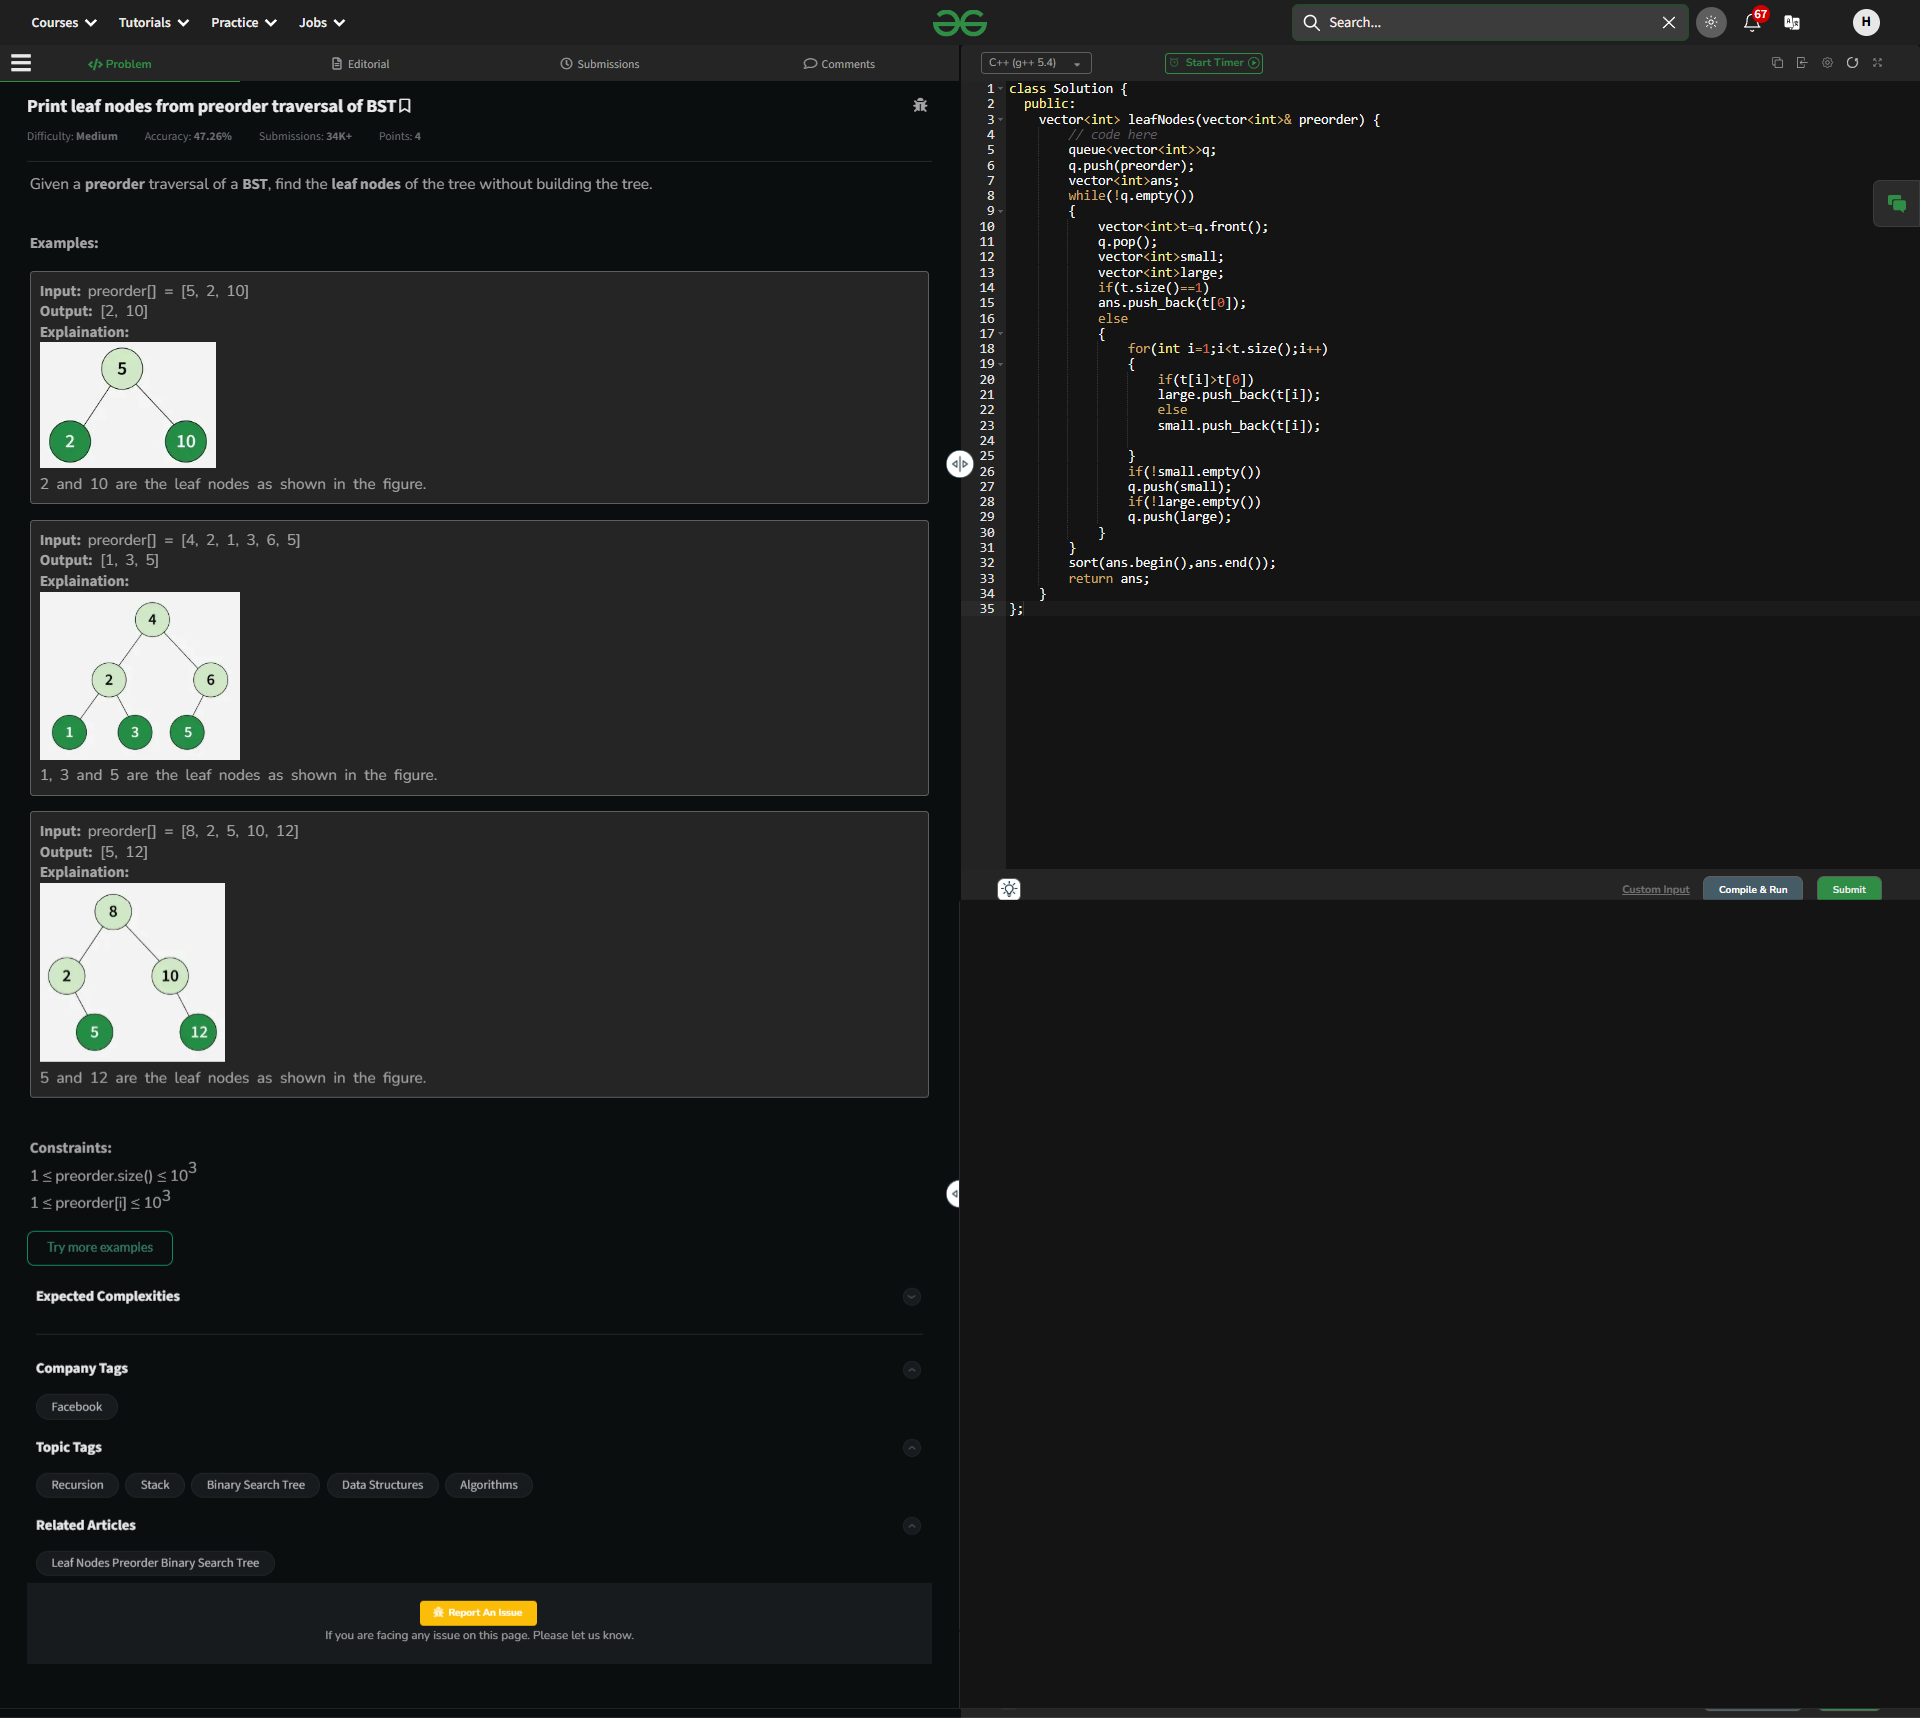 Courses Tutorials Practice Jobs
Search...
67
H
Problem Editorial Submissions Comments
Print leaf nodes from preorder traversal of BST
Difficulty: Medium Accuracy: 47.26% Submissions: 34K+ Points: 4
Given a preorder traversal of a BST, find the leaf nodes of the tree without building the tree.
Examples:
Input: preorder[] = [5, 2, 10]
Output: [2, 10]
Explaination:
5
2 10
2 and 10 are the leaf nodes as shown in the figure.
Input: preorder[] = [4, 2, 1, 3, 6, 5]
Output: [1, 3, 5]
Explaination:
4
2 6
1 3 5
1, 3 and 5 are the leaf nodes as shown in the figure.
Input: preorder[] = [8, 2, 5, 10, 12]
Output: [5, 12]
Explaination:
8
2 10
5 12
5 and 12 are the leaf nodes as shown in the figure.
Constraints:
1 ≤ preorder.size() ≤ 10^3
1 ≤ preorder[i] ≤ 10^3
Try more examples
Expected Complexities
Company Tags
Facebook
Topic Tags
Recursion Stack Binary Search Tree Data Structures Algorithms
Related Articles
Leaf Nodes Preorder Binary Search Tree
Report An Issue
If you are facing any issue on this page. Please let us know.
C++ (g++ 5.4) Start Timer
1 class Solution {
2 public:
3 vector<int> leafNodes(vector<int>& preorder) {
4 // code here
5 queue<vector<int>>q;
6 q.push(preorder);
7 vector<int>ans;
8 while(!q.empty())
9 {
10 vector<int>t=q.front();
11 q.pop();
12 vector<int>small;
13 vector<int>large;
14 if(t.size()==1)
15 ans.push_back(t[0]);
16 else
17 {
18 for(int i=1;i<t.size();i++)
19 {
20 if(t[i]>t[0])
21 large.push_back(t[i]);
22 else
23 small.push_back(t[i]);
24
25 }
26 if(!small.empty())
27 q.push(small);
28 if(!large.empty())
29 q.push(large);
30 }
31 }
32 sort(ans.begin(),ans.end());
33 return ans;
34 }
35 };
Custom Input Compile & Run Submit